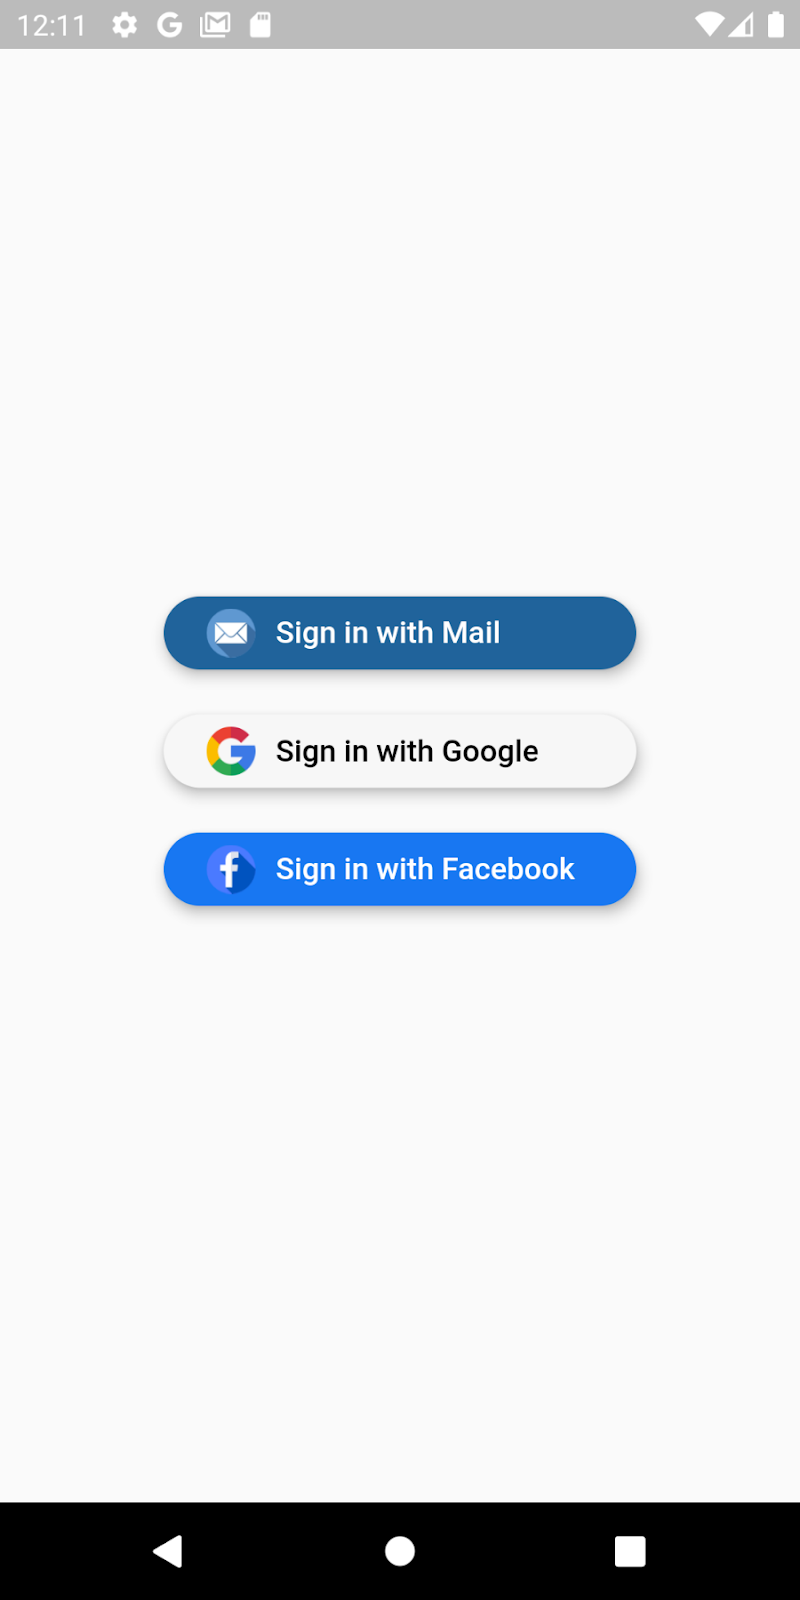 12:11
Sign in with Mail
Sign in with Google
Sign in with Facebook